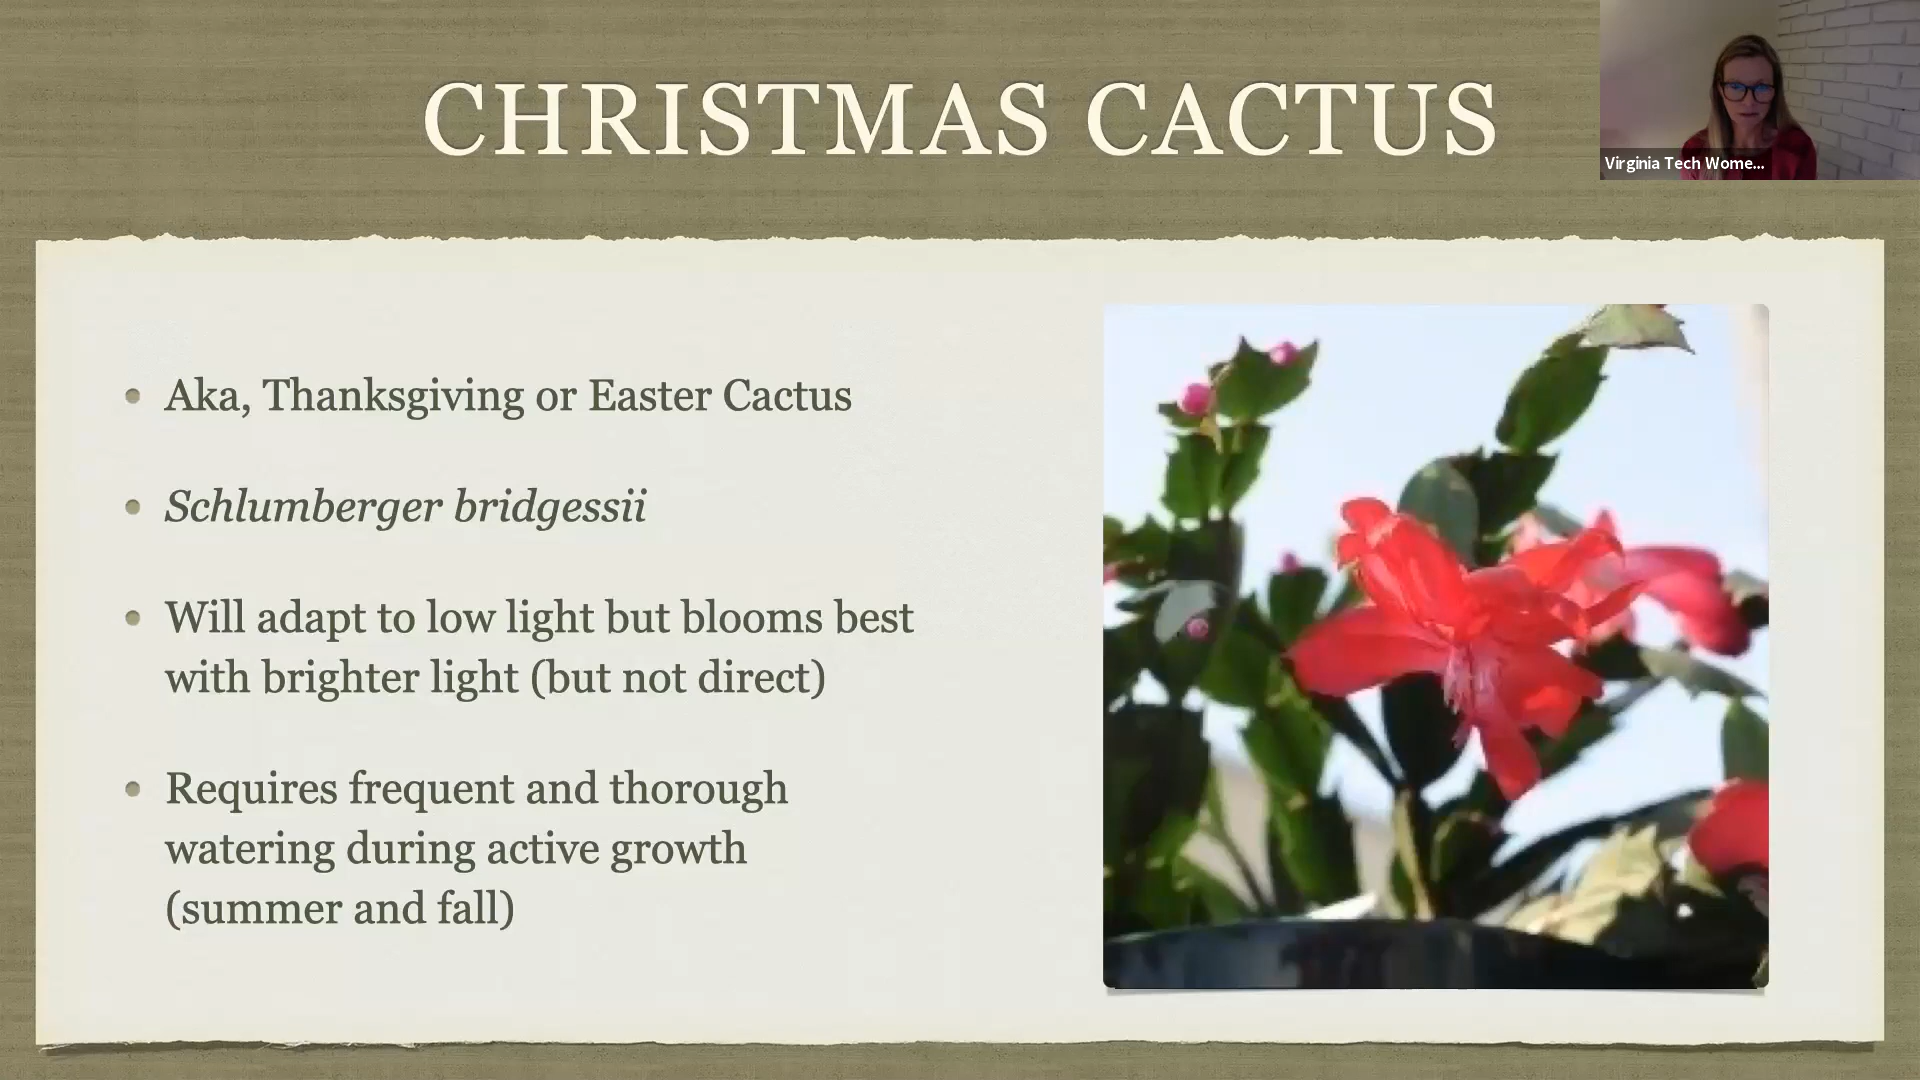 CHRISTMAS CACTUS
Virginia Tech Wome...
Aka, Thanksgiving or Easter Cactus
Schlumberger bridgessii
Will adapt to low light but blooms best
with brighter light (but not direct)
Requires frequent and thorough
watering during active growth
(summer and fall)